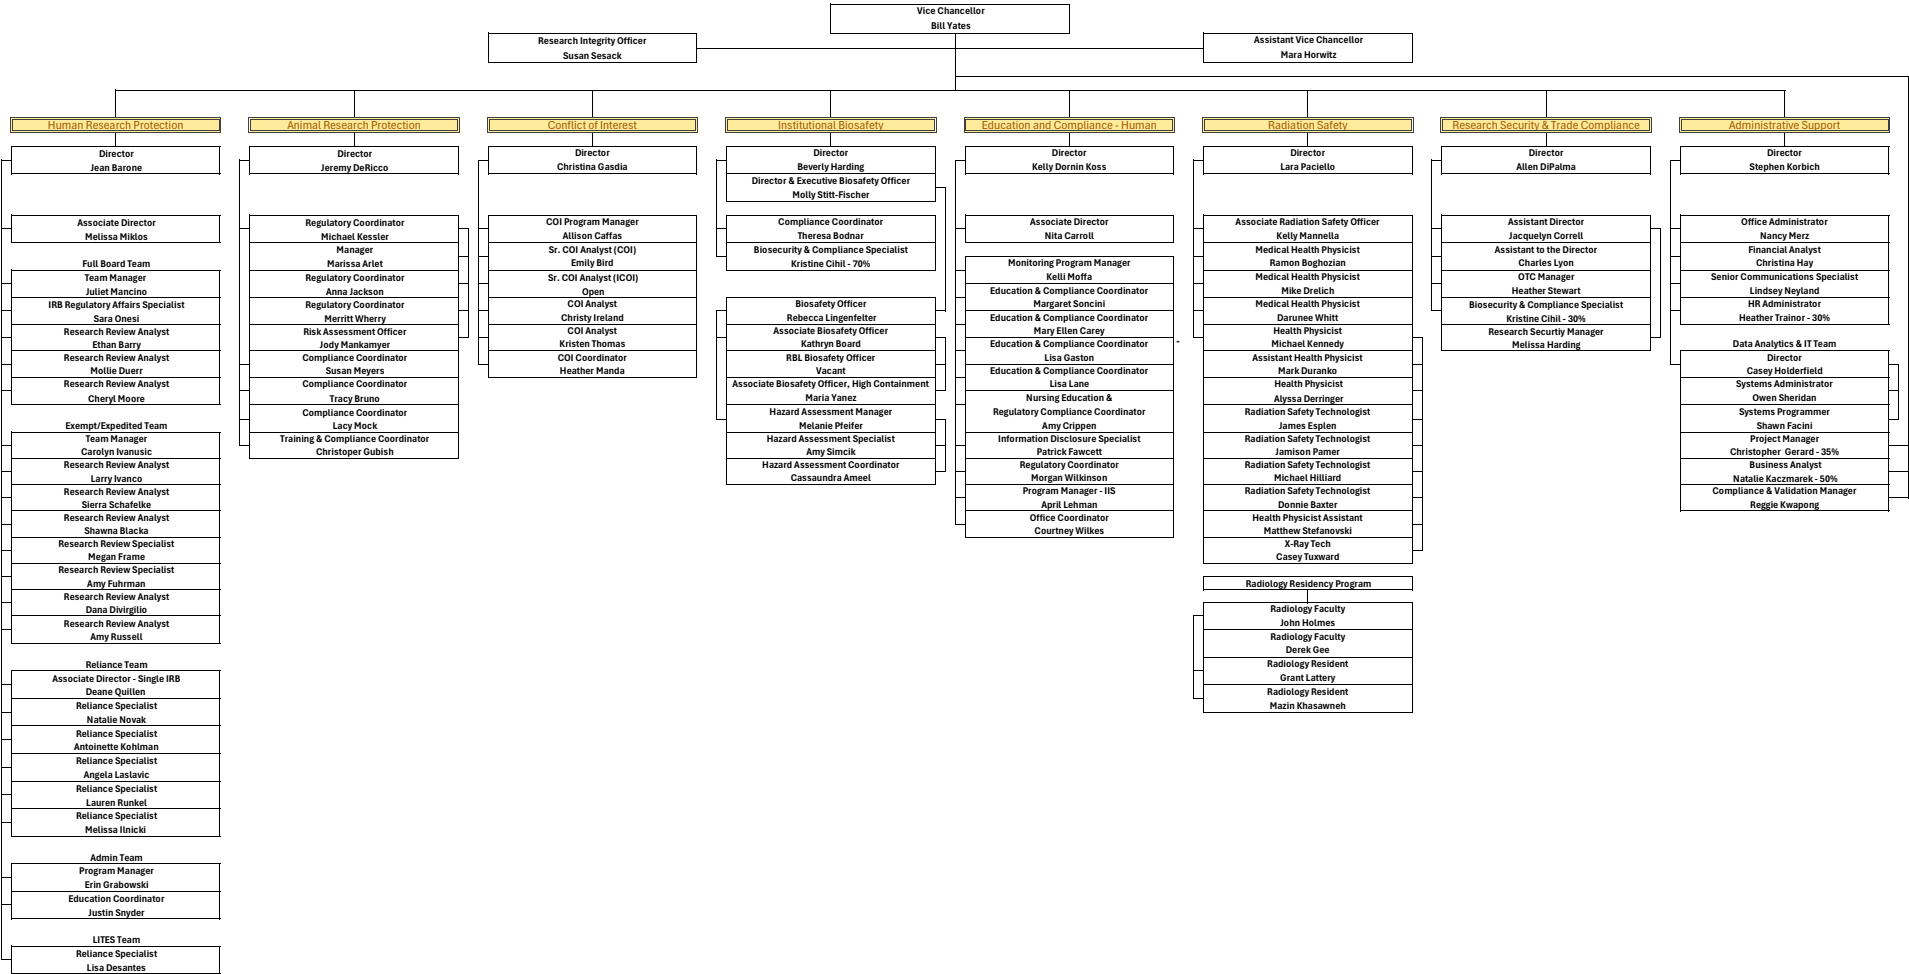 Vice Chancellor
Bill Yates
Research Integrity Officer
Susan Sesack
Assistant Vice Chancellor
Mara Horwitz
Human Research Protection
Director
Jean Barone
Associate Director
Melissa Miklos
Full Board Team
Team Manager
Juliet Mancino
IRB Regulatory Affairs Specialist
Sara Onesi
Research Review Analyst
Ethan Barry
Research Review Analyst
Mollie Duerr
Research Review Analyst
Cheryl Moore
Exempt/Expedited Team
Team Manager
Carolyn Ivanusic
Research Review Analyst
Larry Ivanco
Research Review Analyst
Sierra Schafelke
Research Review Analyst
Shawna Blacka
Research Review Specialist
Megan Frame
Research Review Specialist
Amy Fuhrman
Research Review Analyst
Dana Divirgilio
Research Review Analyst
Amy Russell
Reliance Team
Associate Director - Single IRB
Deane Quillen
Reliance Specialist
Natalie Novak
Reliance Specialist
Antoinette Kohlman
Reliance Specialist
Angela Laslavic
Reliance Specialist
Lauren Runkel
Reliance Specialist
Melissa Ilnicki
Admin Team
Program Manager
Erin Grabowski
Education Coordinator
Justin Snyder
LITES Team
Reliance Specialist
Lisa Desantes
Animal Research Protection
Director
Jeremy DeRicco
Regulatory Coordinator
Michael Kessler
Manager
Marissa Arlet
Regulatory Coordinator
Anna Jackson
Regulatory Coordinator
Merritt Wherry
Risk Assessment Officer
Jody Mankamyer
Compliance Coordinator
Susan Meyers
Compliance Coordinator
Tracy Bruno
Compliance Coordinator
Lacy Mock
Training & Compliance Coordinator
Christoper Gubish
Conflict of Interest
Director
Christina Gasdia
COI Program Manager
Allison Caffas
Sr. COI Analyst (COI)
Emily Bird
Sr. COI Analyst (ICOI)
Open
COI Analyst
Christy Ireland
COI Analyst
Kristen Thomas
COI Coordinator
Heather Manda
Institutional Biosafety
Director
Beverly Harding
Director & Executive Biosafety Officer
Molly Stitt-Fischer
Compliance Coordinator
Theresa Bodnar
Biosecurity & Compliance Specialist
Kristine Cihil - 70%
Biosafety Officer
Rebecca Lingenfelter
Associate Biosafety Officer
Kathryn Board
RBL Biosafety Officer
Vacant
Associate Biosafety Officer, High Containment
Maria Yanez
Hazard Assessment Manager
Melanie Pfeifer
Hazard Assessment Specialist
Amy Simcik
Hazard Assessment Coordinator
Cassaundra Ameel
Education and Compliance - Human
Director
Kelly Dornin Koss
Associate Director
Nita Carroll
Monitoring Program Manager
Kelli Moffa
Education & Compliance Coordinator
Margaret Soncini
Education & Compliance Coordinator
Mary Ellen Carey
Education & Compliance Coordinator
Lisa Gaston
Education & Compliance Coordinator
Lisa Lane
Nursing Education &
Regulatory Compliance Coordinator
Amy Crippen
Information Disclosure Specialist
Patrick Fawcett
Regulatory Coordinator
Morgan Wilkinson
Program Manager - IIS
April Lehman
Office Coordinator
Courtney Wilkes
-
Radiation Safety
Director
Lara Paciello
Associate Radiation Safety Officer
Kelly Mannella
Medical Health Physicist
Ramon Boghozian
Medical Health Physicist
Mike Drelich
Medical Health Physicist
Darunee Whitt
Health Physicist
Michael Kennedy
Assistant Health Physicist
Mark Duranko
Health Physicist
Alyssa Derringer
Radiation Safety Technologist
James Esplen
Radiation Safety Technologist
Jamison Pamer
Radiation Safety Technologist
Michael Hilliard
Radiation Safety Technologist
Donnie Baxter
Health Physicist Assistant
Matthew Stefanovski
X-Ray Tech
Casey Tuxward
Radiology Residency Program
Radiology Faculty
John Holmes
Radiology Faculty
Derek Gee
Radiology Resident
Grant Lattery
Radiology Resident
Mazin Khasawneh
Research Security & Trade Compliance
Director
Allen DiPalma
Assistant Director
Jacquelyn Correll
Assistant to the Director
Charles Lyon
OTC Manager
Heather Stewart
Biosecurity & Compliance Specialist
Kristine Cihil - 30%
Research Securtiy Manager
Melissa Harding
Administrative Support
Director
Stephen Korbich
Office Administrator
Nancy Merz
Financial Analyst
Christina Hay
Senior Communications Specialist
Lindsey Neyland
HR Administrator
Heather Trainor - 30%
Data Analytics & IT Team
Director
Casey Holderfield
Systems Administrator
Owen Sheridan
Systems Programmer
Shawn Facini
Project Manager
Christopher Gerard - 35%
Business Analyst
Natalie Kaczmarek - 50%
Compliance & Validation Manager
Reggie Kwapong